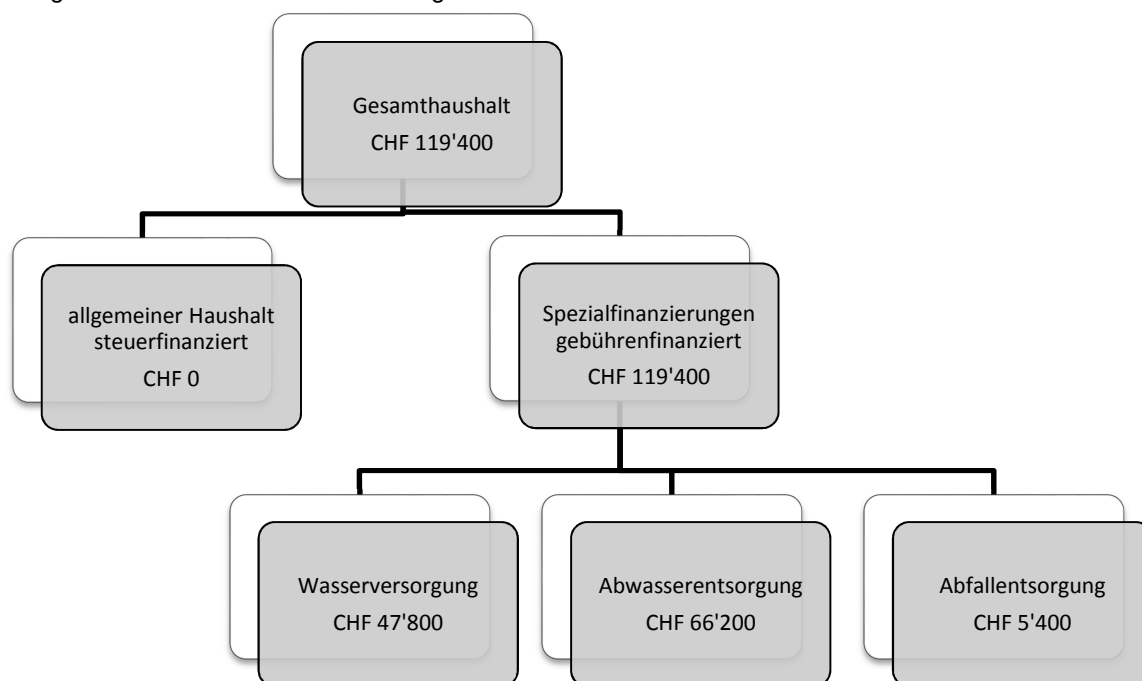 Gesamthaushalt
CHF 119'400
allgemeiner Haushalt
steuerfinanziert
CHF 0
Spezialfinanzierungen
gebührenfinanziert
CHF 119'400
Wasserversorgung
CHF 47'800
Abwasserentsorgung
CHF 66'200
Abfallentsorgung
CHF 5'400